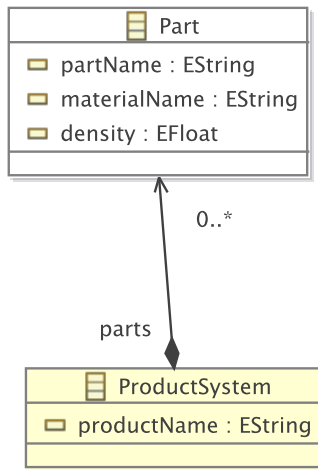 Part
partName : EString
materialName : EString
density : EFloat
0..*
parts
ProductSystem
productName : EString